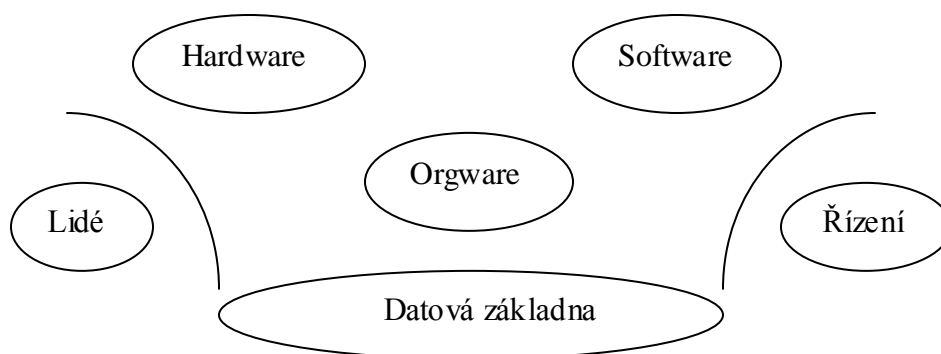 Hardware
Software
Orgware
Lidé
Řízení
Datová základna